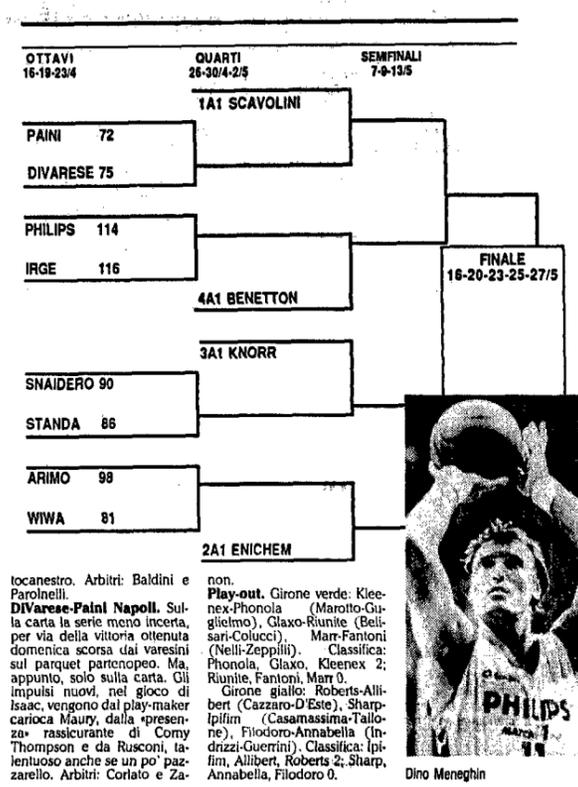 OTTAVI
16-19-23/4
QUARTI
26-30/4-2/5
SEMIFINALI
7-9-13/5
1A1 SCAVOLINI
PAINI 72
DIVARESE 75
PHILIPS 114
IRGE 116
4A1 BENETTON
FINALE
16-20-23-25-27/5
3A1 KNORR
SNAIDERO 90
STANDA 86
ARIMO 98
WIWA 81
2A1 ENICHEM
tocanestro. Arbitri: Baldini e
Parolnelli.
DiVarese-Paini Napoli. Sul-
la carta la serie meno incerta,
per via della vittoria ottenuta
domenica scorsa dai varesini
sul parquet partenopeo. Ma,
appunto, solo sulla carta. Gli
impulsi nuovi, nel gioco di
Isaac, vengono dal play-maker
carioca Maury, dalla «presen-
za» rassicurante di Corny
Thompson e da Rusconi, ta-
lentuoso anche se un po' paz-
zarello. Arbitri: Corlato e Za-
non.
Play-out. Girone verde: Klee-
nex-Phonola (Marotto-Gu-
glielmo), Glaxo-Riunite (Beli-
sari-Colucci), Marr-Fantoni
(Nelli-Zeppilli). Classifica:
Phonola, Glaxo, Kleenex 2;
Riunite, Fantoni, Marr 0.
Girone giallo: Roberts-Alli-
bert (Cazzaro-D'Este), Sharp-
Ipifim (Casamassima-Tallo-
ne), Filodoro-Annabella (In-
drizzi-Guerrini). Classifica: Ipi-
fim, Allibert, Roberts 2; Sharp,
Annabella, Filodoro 0.
PHILIPS
11
Dino Meneghin